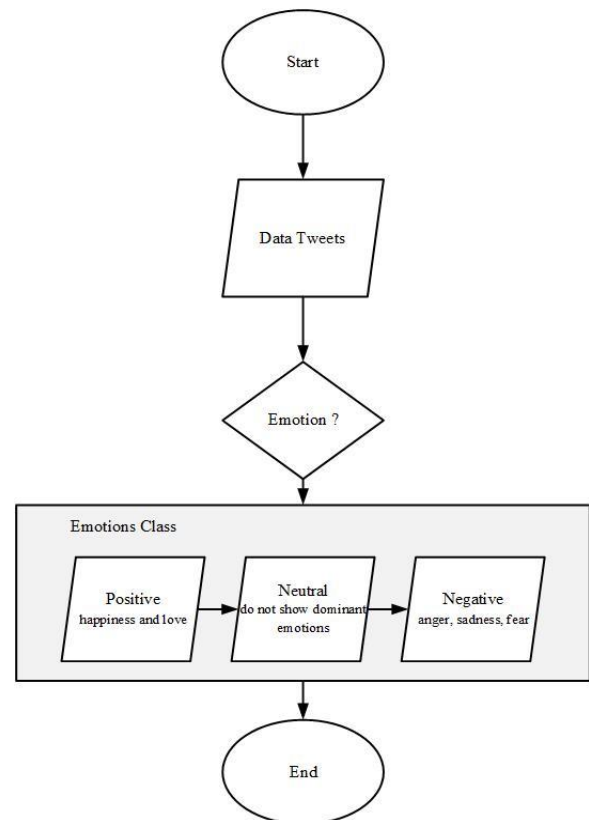 Start
Data Tweets
Emotion ?
Emotions Class
Positive
happiness and love
Neutral
do not show dominant
emotions
Negative
anger, sadness, fear
End